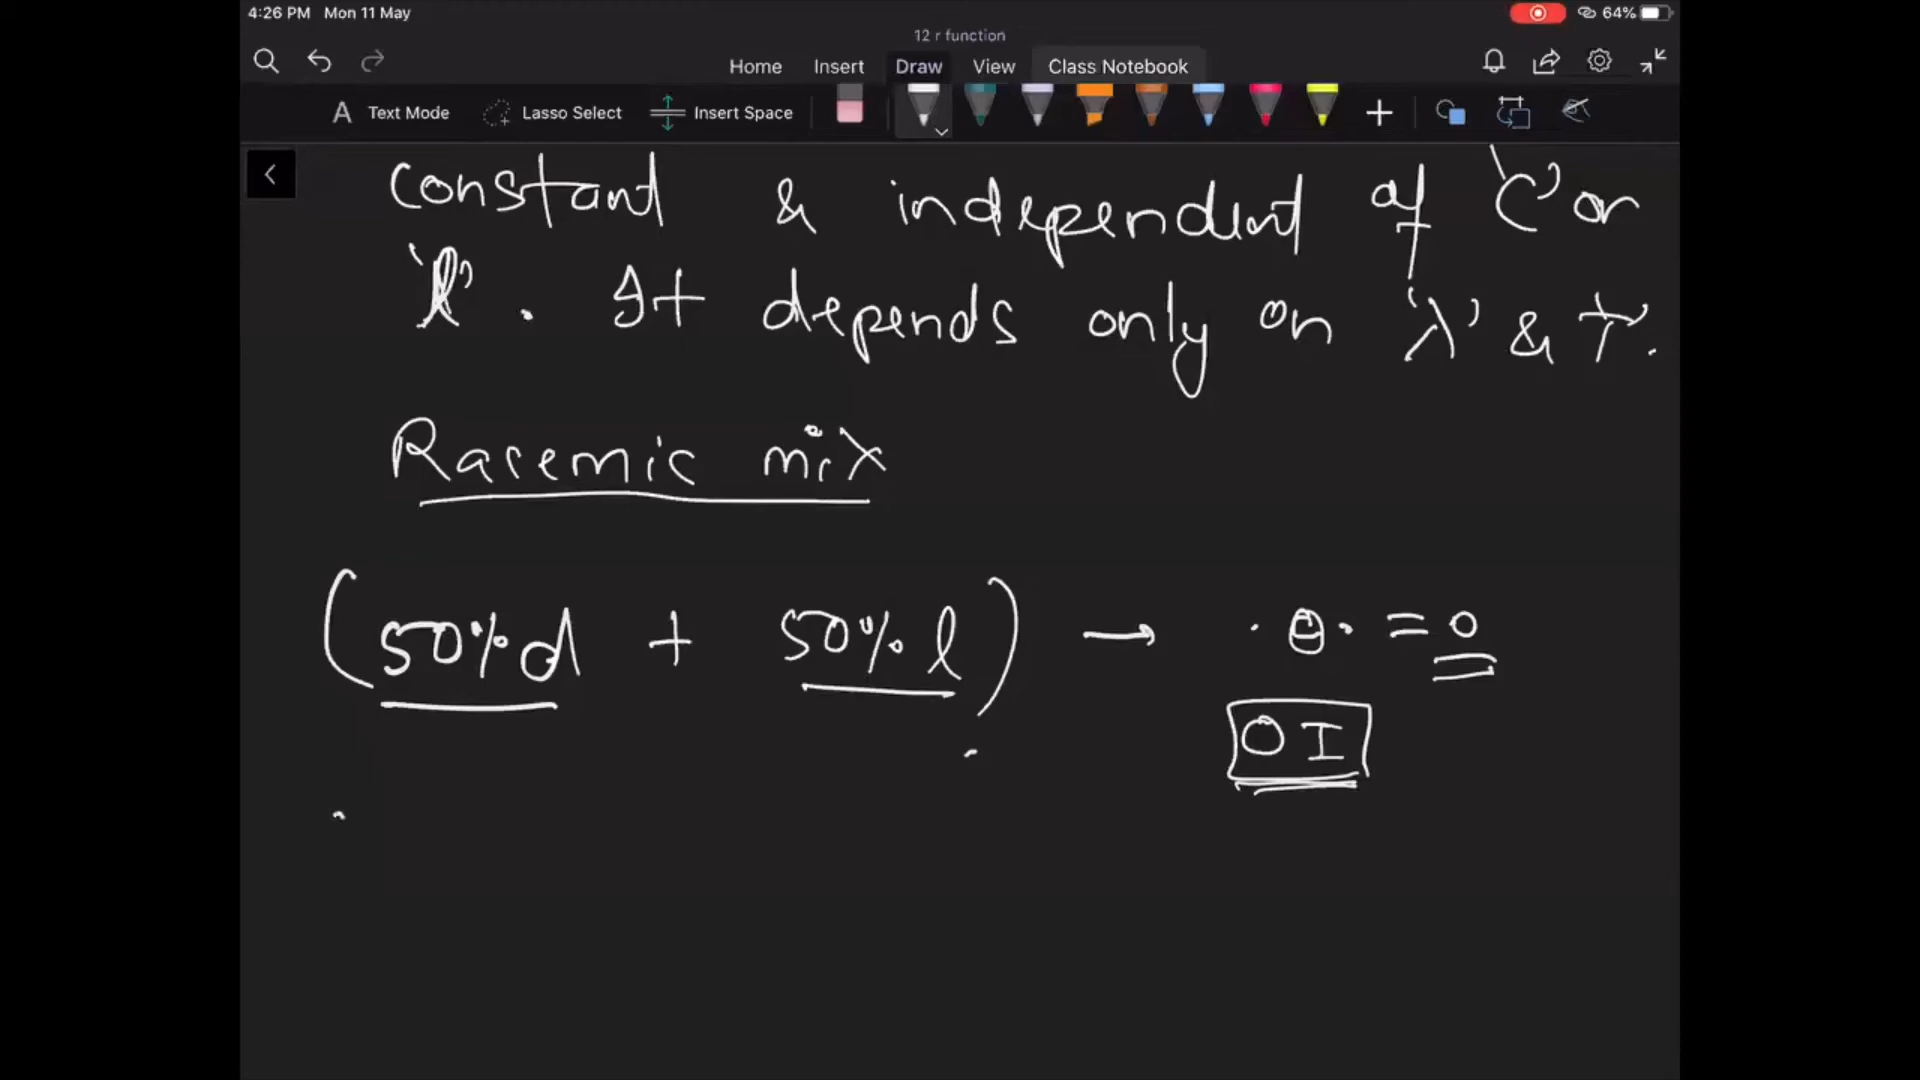 4:26 PM Mon 11 May
64%
12 r function
Home Insert Draw View Class Notebook
A Text Mode Lasso Select Insert Space
constant & independent of 'c' or
'l'. It depends only on 'λ' & 'T'.
Racemic mix
(50% d + 50% l) → θ = 0
OI